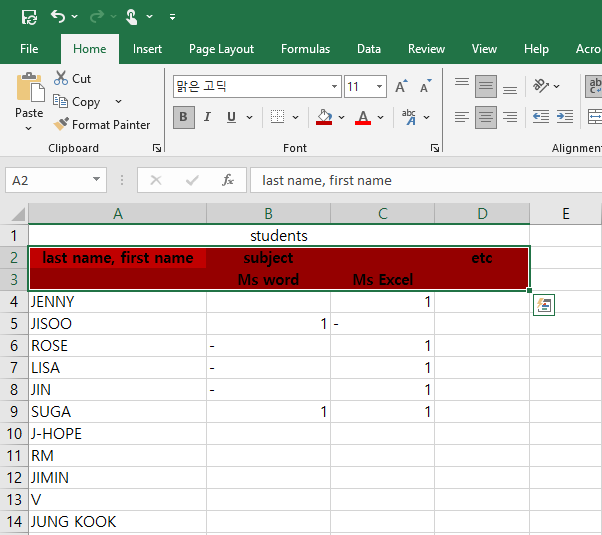 File Home Insert Page Layout Formulas Data Review View Help Acro
Paste
Cut
Copy
Format Painter
Clipboard
맑은 고딕 11 A A
B I U A abc
Font
ab
Alignment
A2 fx last name, first name
A B C D E
1 students
2 last name, first name subject etc
3 Ms word Ms Excel
4 JENNY 1
5 JISOO 1 -
6 ROSE - 1
7 LISA - 1
8 JIN - 1
9 SUGA 1 1
10 J-HOPE
11 RM
12 JIMIN
13 V
14 JUNG KOOK